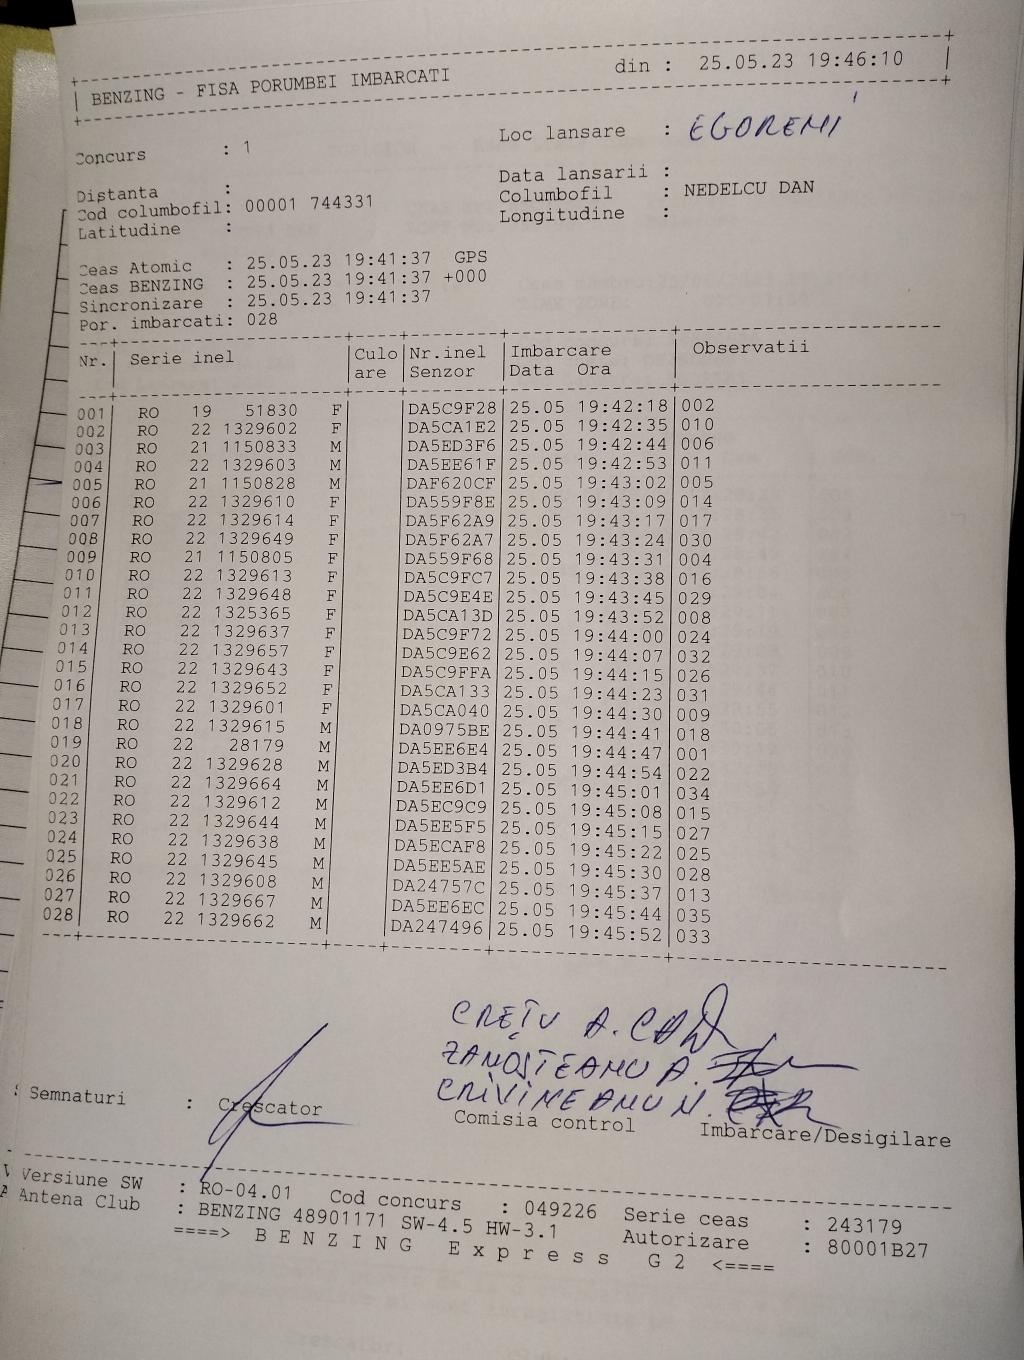 BENZING - FISA PORUMBEI IMBARCATI din : 25.05.23 19:46:10
Concurs : 1 Loc lansare : EGOREMI
Distanta : Data lansarii :
Cod columbofil: 00001 744331 Columbofil : NEDELCU DAN
Latitudine : Longitudine :
Ceas Atomic : 25.05.23 19:41:37 GPS
Ceas BENZING : 25.05.23 19:41:37 +000
Sincronizare : 25.05.23 19:41:37
Por. imbarcati: 028
Nr. Serie inel Culo Nr.inel Imbarcare Observatii
are Senzor Data Ora
001 RO 19 51830 F DA5C9F28 25.05 19:42:18 002
002 RO 22 1329602 F DA5CA1E2 25.05 19:42:35 010
003 RO 21 1150833 M DA5ED3F6 25.05 19:42:44 006
004 RO 22 1329603 M DA5EE61F 25.05 19:42:53 011
005 RO 21 1150828 M DAF620CF 25.05 19:43:02 005
006 RO 22 1329610 F DA559F8E 25.05 19:43:09 014
007 RO 22 1329614 F DA5F62A9 25.05 19:43:17 017
008 RO 22 1329649 F DA5F62A7 25.05 19:43:24 030
009 RO 21 1150805 F DA559F68 25.05 19:43:31 004
010 RO 22 1329613 F DA5C9FC7 25.05 19:43:38 016
011 RO 22 1329648 F DA5C9E4E 25.05 19:43:45 029
012 RO 22 1325365 F DA5CA13D 25.05 19:43:52 008
013 RO 22 1329637 F DA5C9F72 25.05 19:44:00 024
014 RO 22 1329657 F DA5C9E62 25.05 19:44:07 032
015 RO 22 1329643 F DA5C9FFA 25.05 19:44:15 026
016 RO 22 1329652 F DA5CA133 25.05 19:44:23 031
017 RO 22 1329601 F DA5CA040 25.05 19:44:30 009
018 RO 22 1329615 M DA0975BE 25.05 19:44:41 018
019 RO 22 28179 M DA5EE6E4 25.05 19:44:47 001
020 RO 22 1329628 M DA5ED3B4 25.05 19:44:54 022
021 RO 22 1329664 M DA5EE6D1 25.05 19:45:01 034
022 RO 22 1329612 M DA5EC9C9 25.05 19:45:08 015
023 RO 22 1329644 M DA5EE5F5 25.05 19:45:15 027
024 RO 22 1329638 M DA5ECAF8 25.05 19:45:22 025
025 RO 22 1329645 M DA5EE5AE 25.05 19:45:30 028
026 RO 22 1329608 M DA24757C 25.05 19:45:37 013
027 RO 22 1329667 M DA5EE6EC 25.05 19:45:44 035
028 RO 22 1329662 M DA247496 25.05 19:45:52 033
CREȚU A.
ZANOȘTEANU A.
CRIVINEANU N.
Semnaturi : Crescator Comisia control Imbarcare/Desigilare
Versiune SW : RO-04.01 Cod concurs : 049226 Serie ceas : 243179
Antena Club : BENZING 48901171 SW-4.5 HW-3.1 Autorizare : 80001B27
====> B E N Z I N G E x p r e s s G 2 <====